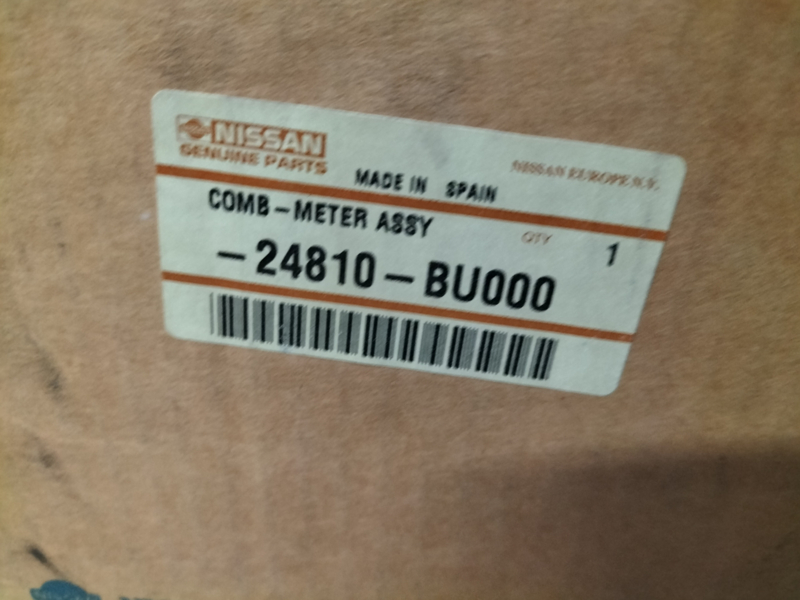 NISSAN
GENUINE PARTS
MADE IN SPAIN
NISSAN EUROPE N.V.
COMB-METER ASSY
QTY 1
-24810-BU000